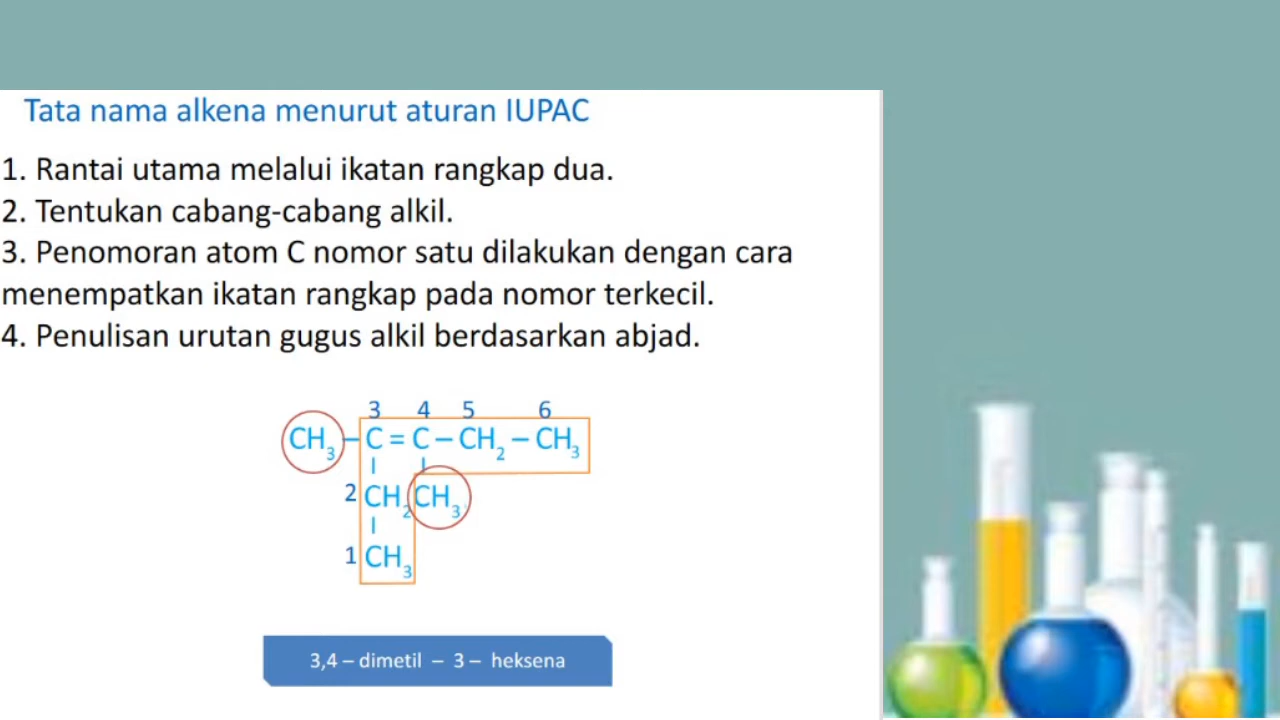 Tata nama alkena menurut aturan IUPAC
1. Rantai utama melalui ikatan rangkap dua.
2. Tentukan cabang-cabang alkil.
3. Penomoran atom C nomor satu dilakukan dengan cara
menempatkan ikatan rangkap pada nomor terkecil.
4. Penulisan urutan gugus alkil berdasarkan abjad.
3 4 5 6
CH₃ – C = C – CH₂ – CH₃
2 CH₂ CH₃
1 CH₃
3,4 – dimetil – 3 – heksena